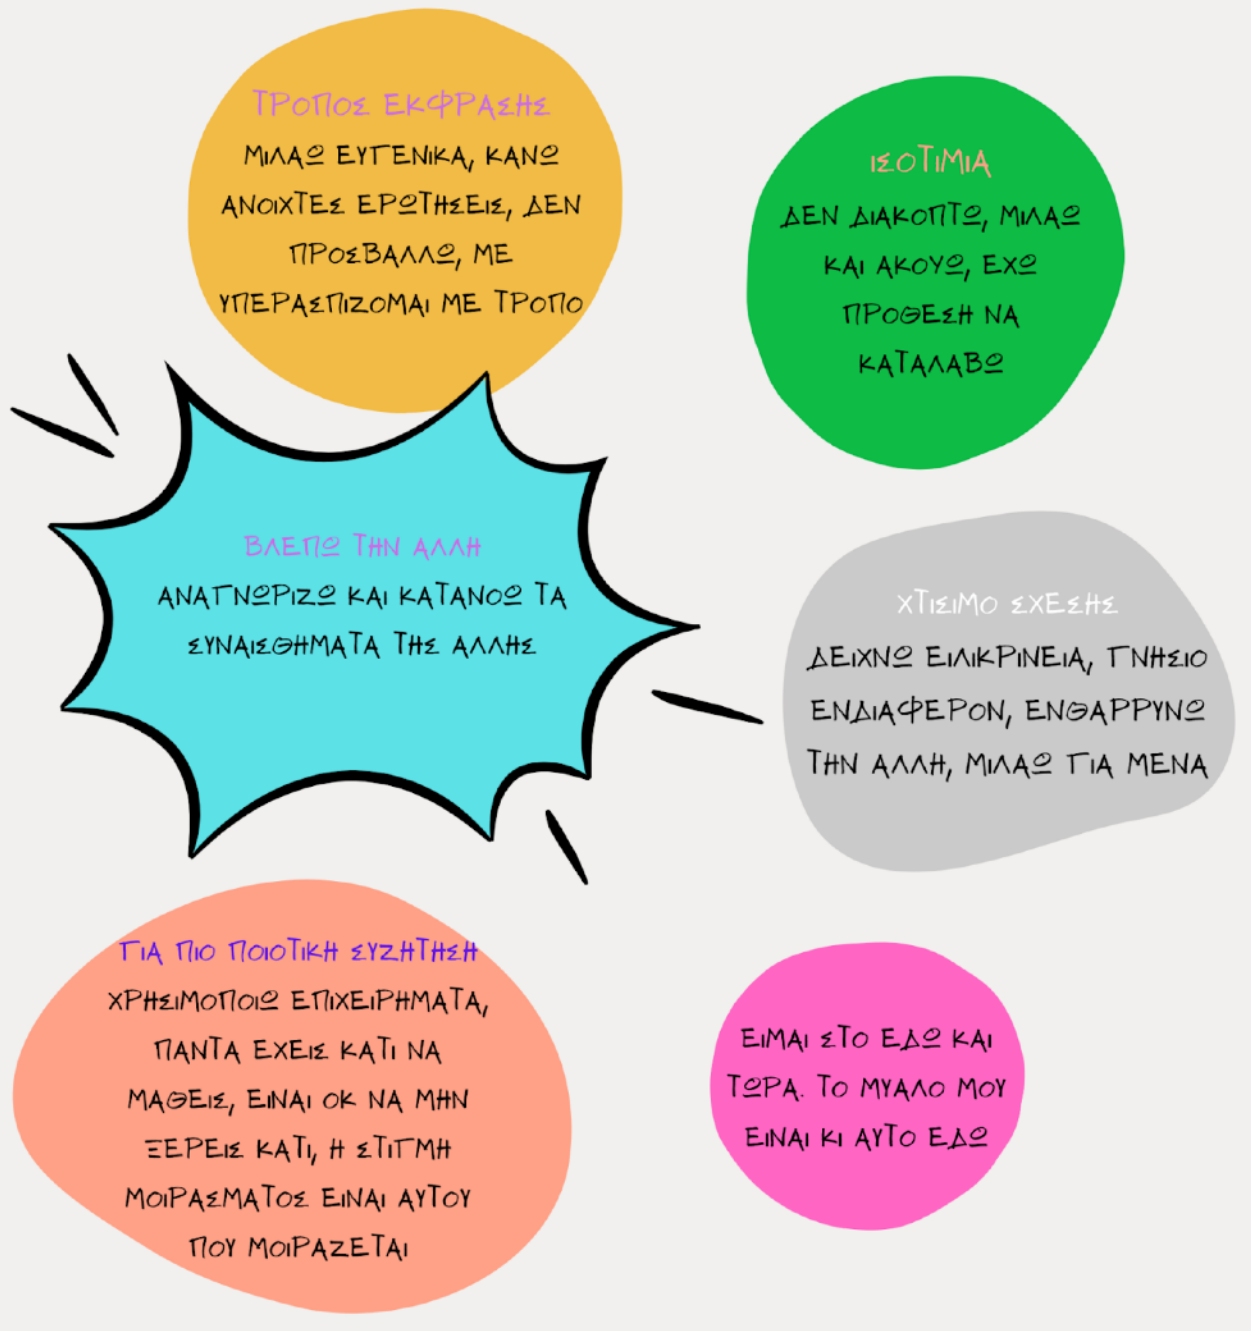 ΤΡΟΠΟΣ ΕΚΦΡΑΣΗΣ
ΜΙΛΑΩ ΕΥΓΕΝΙΚΑ, ΚΑΝΩ
ΑΝΟΙΧΤΕΣ ΕΡΩΤΗΣΕΙΣ, ΔΕΝ
ΠΡΟΣΒΑΛΛΩ, ΜΕ
ΥΠΕΡΑΣΠΙΖΟΜΑΙ ΜΕ ΤΡΟΠΟ
ΙΣΟΤΙΜΙΑ
ΔΕΝ ΔΙΑΚΟΠΤΩ, ΜΙΛΑΩ
ΚΑΙ ΑΚΟΥΩ, ΕΧΩ
ΠΡΟΘΕΣΗ ΝΑ
ΚΑΤΑΛΑΒΩ
ΒΛΕΠΩ ΤΗΝ ΑΛΛΗ
ΑΝΑΓΝΩΡΙΖΩ ΚΑΙ ΚΑΤΑΝΟΩ ΤΑ
ΣΥΝΑΙΣΘΗΜΑΤΑ ΤΗΣ ΑΛΛΗΣ
ΧΤΙΣΙΜΟ ΣΧΕΣΗΣ
ΔΕΙΧΝΩ ΕΙΛΙΚΡΙΝΕΙΑ, ΓΝΗΣΙΟ
ΕΝΔΙΑΦΕΡΟΝ, ΕΝΘΑΡΡΥΝΩ
ΤΗΝ ΑΛΛΗ, ΜΙΛΑΩ ΓΙΑ ΜΕΝΑ
ΓΙΑ ΠΙΟ ΠΟΙΟΤΙΚΗ ΣΥΖΗΤΗΣΗ
ΧΡΗΣΙΜΟΠΟΙΩ ΕΠΙΧΕΙΡΗΜΑΤΑ,
ΠΑΝΤΑ ΕΧΕΙΣ ΚΑΤΙ ΝΑ
ΜΑΘΕΙΣ, ΕΙΝΑΙ ΟΚ ΝΑ ΜΗΝ
ΞΕΡΕΙΣ ΚΑΤΙ, Η ΣΤΙΓΜΗ
ΜΟΙΡΑΣΜΑΤΟΣ ΕΙΝΑΙ ΑΥΤΟΥ
ΠΟΥ ΜΟΙΡΑΖΕΤΑΙ
ΕΙΜΑΙ ΣΤΟ ΕΔΩ ΚΑΙ
ΤΩΡΑ. ΤΟ ΜΥΑΛΟ ΜΟΥ
ΕΙΝΑΙ ΚΙ ΑΥΤΟ ΕΔΩ